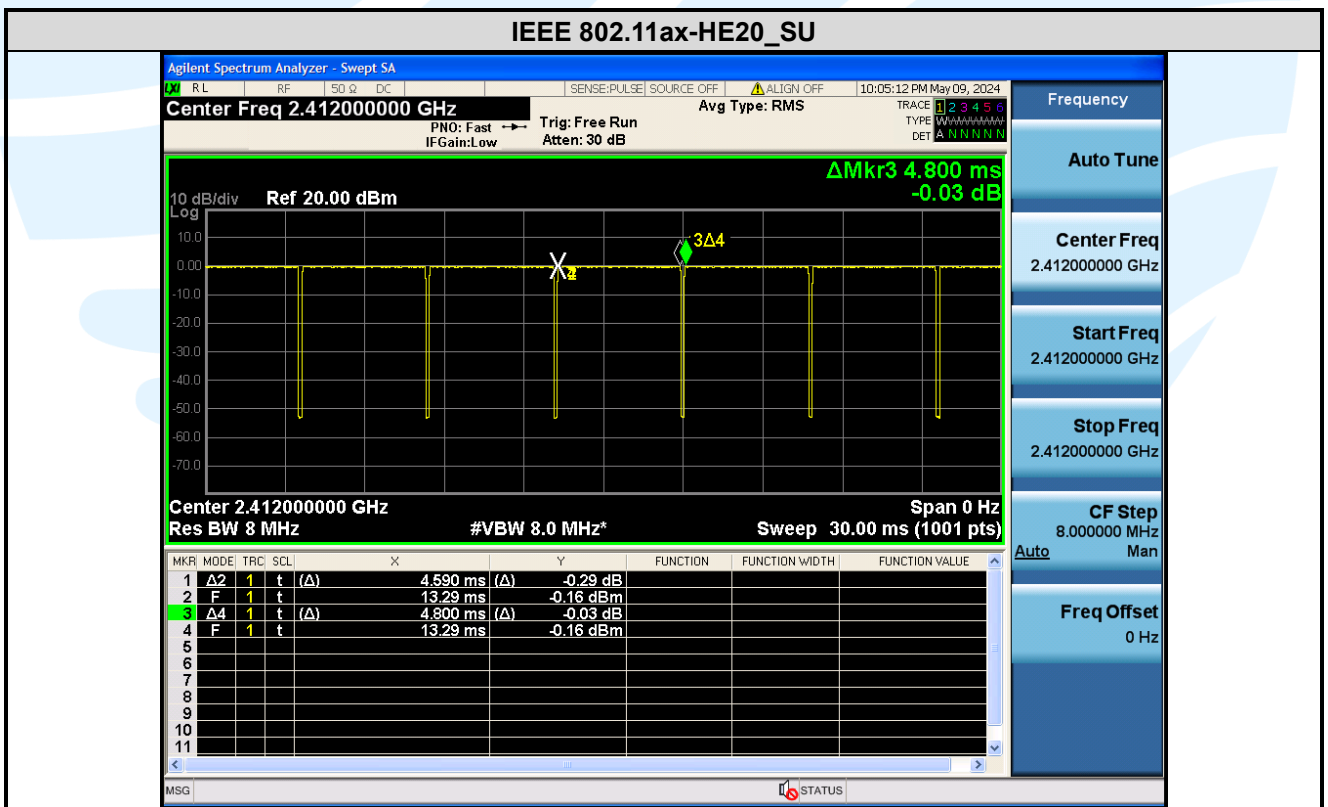 IEEE 802.11ax-HE20_SU
Agilent Spectrum Analyzer - Swept SA
LXI RL RF 50 Ω DC SENSE:PULSE SOURCE OFF ALIGN OFF 10:05:12 PM May 09, 2024
Center Freq 2.412000000 GHz Avg Type: RMS TRACE 1 2 3 4 5 6
PNO: Fast Trig: Free Run TYPE WWWWWWW
IFGain:Low Atten: 30 dB DET A N N N N N
ΔMkr3 4.800 ms
-0.03 dB
10 dB/div Ref 20.00 dBm
Log
10.0
3Δ4
0.00
-10.0
-20.0
-30.0
-40.0
-50.0
-60.0
-70.0
Center 2.412000000 GHz Span 0 Hz
Res BW 8 MHz #VBW 8.0 MHz* Sweep 30.00 ms (1001 pts)
MKR MODE TRC SCL X Y FUNCTION FUNCTION WIDTH FUNCTION VALUE
1 Δ2 1 t (Δ) 4.590 ms (Δ) -0.29 dB
2 F 1 t 13.29 ms -0.16 dBm
3 Δ4 1 t (Δ) 4.800 ms (Δ) -0.03 dB
4 F 1 t 13.29 ms -0.16 dBm
5
6
7
8
9
10
11
MSG STATUS
Frequency
Auto Tune
Center Freq
2.412000000 GHz
Start Freq
2.412000000 GHz
Stop Freq
2.412000000 GHz
CF Step
8.000000 MHz
Auto Man
Freq Offset
0 Hz